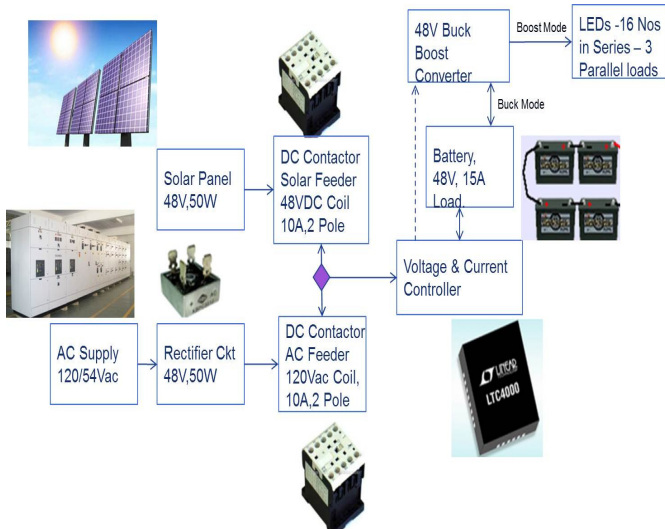 48V Buck
Boost
Converter
Boost Mode
LEDs -16 Nos
in Series – 3
Parallel loads
Buck Mode
Solar Panel
48V,50W
DC Contactor
Solar Feeder
48VDC Coil
10A,2 Pole
Battery,
48V, 15A
Load.
Voltage & Current
Controller
AC Supply
120/54Vac
Rectifier Ckt
48V,50W
DC Contactor
AC Feeder
120Vac Coil,
10A,2 Pole
LINEAR
LTC4000